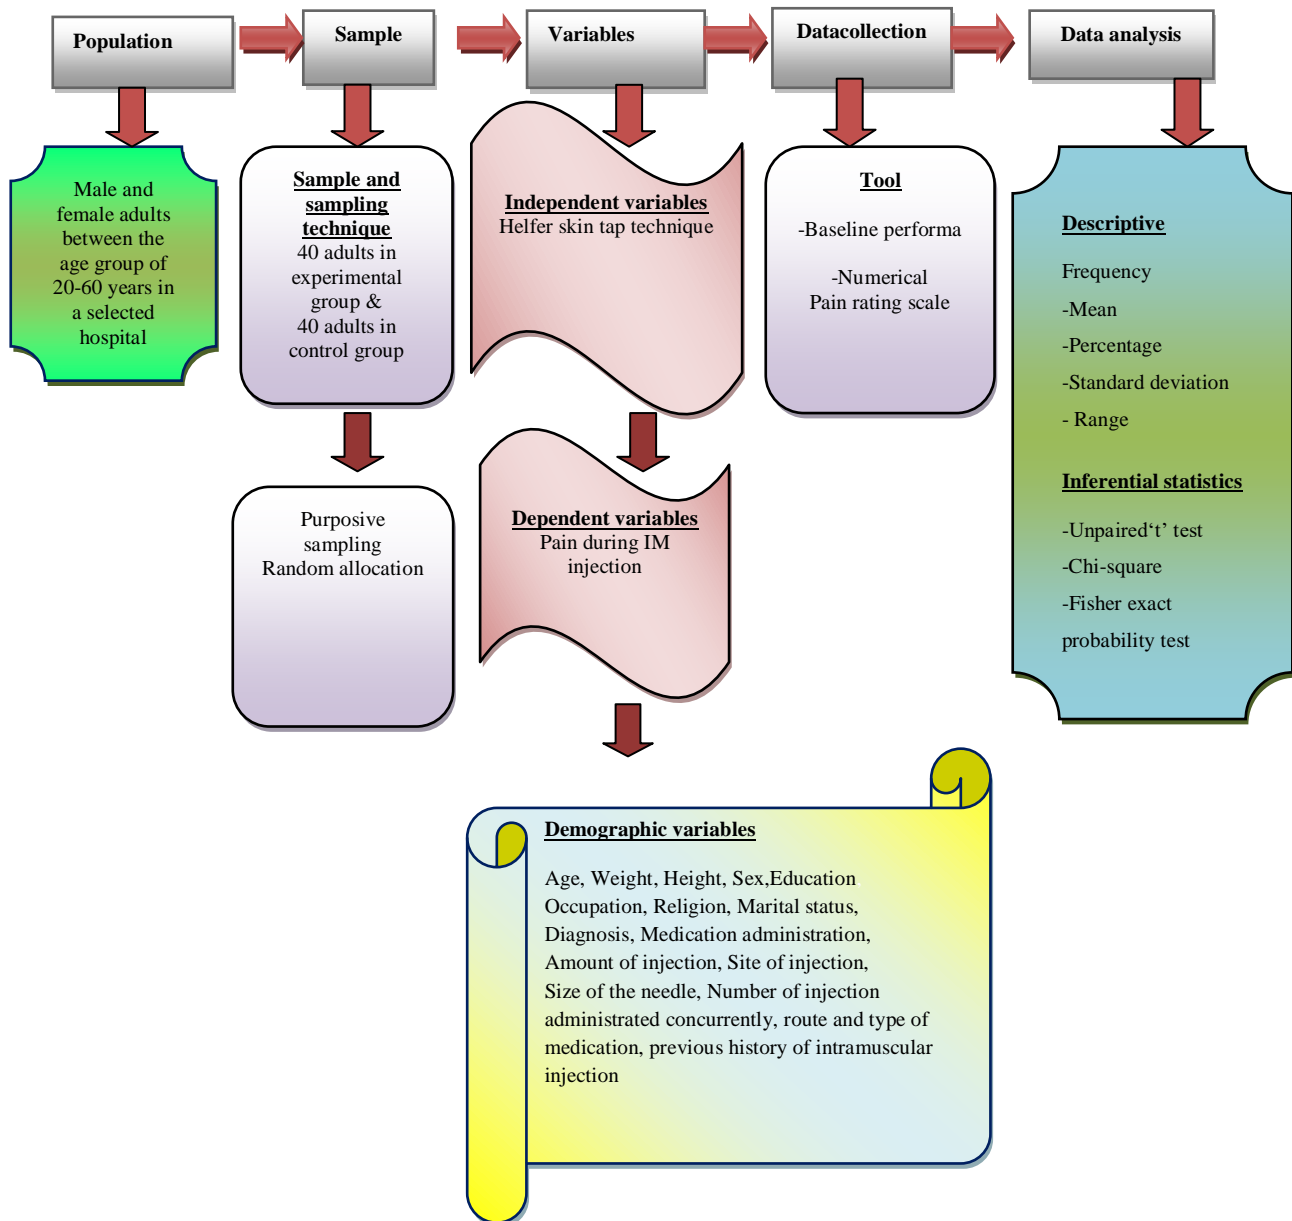 Population
Sample
Variables
Datacollection
Data analysis
Male and
female adults
between the
age group of
20-60 years in
a selected
hospital
Sample and
sampling
technique
40 adults in
experimental
group &
40 adults in
control group
Purposive
sampling
Random allocation
Independent variables
Helfer skin tap technique
Dependent variables
Pain during IM
injection
Demographic variables
Age, Weight, Height, Sex,Education
Occupation, Religion, Marital status,
Diagnosis, Medication administration,
Amount of injection, Site of injection,
Size of the needle, Number of injection
administrated concurrently, route and type of
medication, previous history of intramuscular
injection
Tool
-Baseline performa
-Numerical
Pain rating scale
Descriptive
Frequency
-Mean
-Percentage
-Standard deviation
- Range
Inferential statistics
-Unpaired‘t’ test
-Chi-square
-Fisher exact
probability test